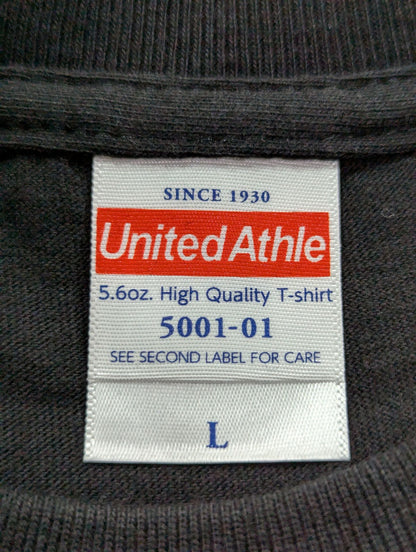 SINCE 1930
United Athle
5.6oz. High Quality T-shirt
5001-01
SEE SECOND LABEL FOR CARE
L